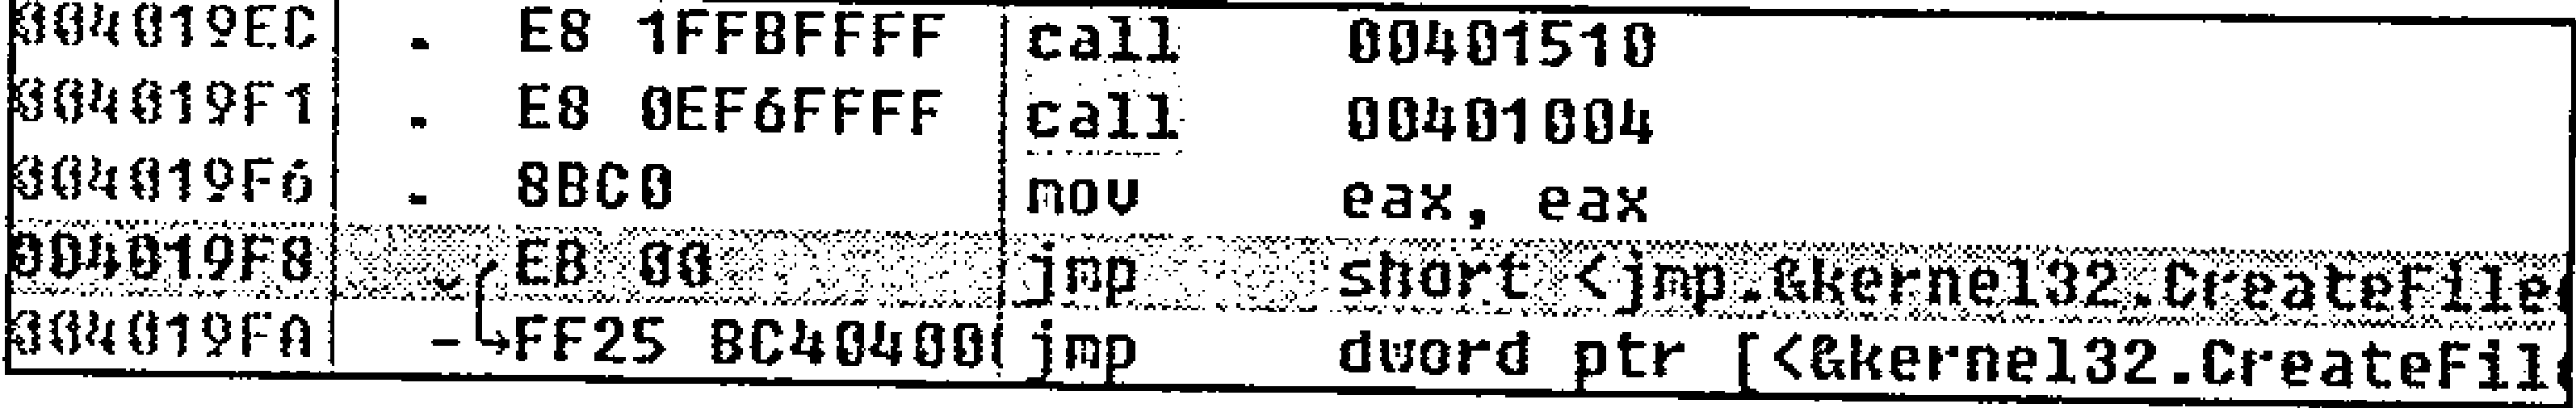 004019EC . E8 1FFBFFFF call 00401510
004019F1 . E8 0EF6FFFF call 00401004
004019F6 . 8BC0 mov eax, eax
004019F8 EB 00 jmp short <jmp.&kernel32.CreateFile
004019FA - FF25 BC404000 jmp dword ptr [<&kernel32.CreateFil